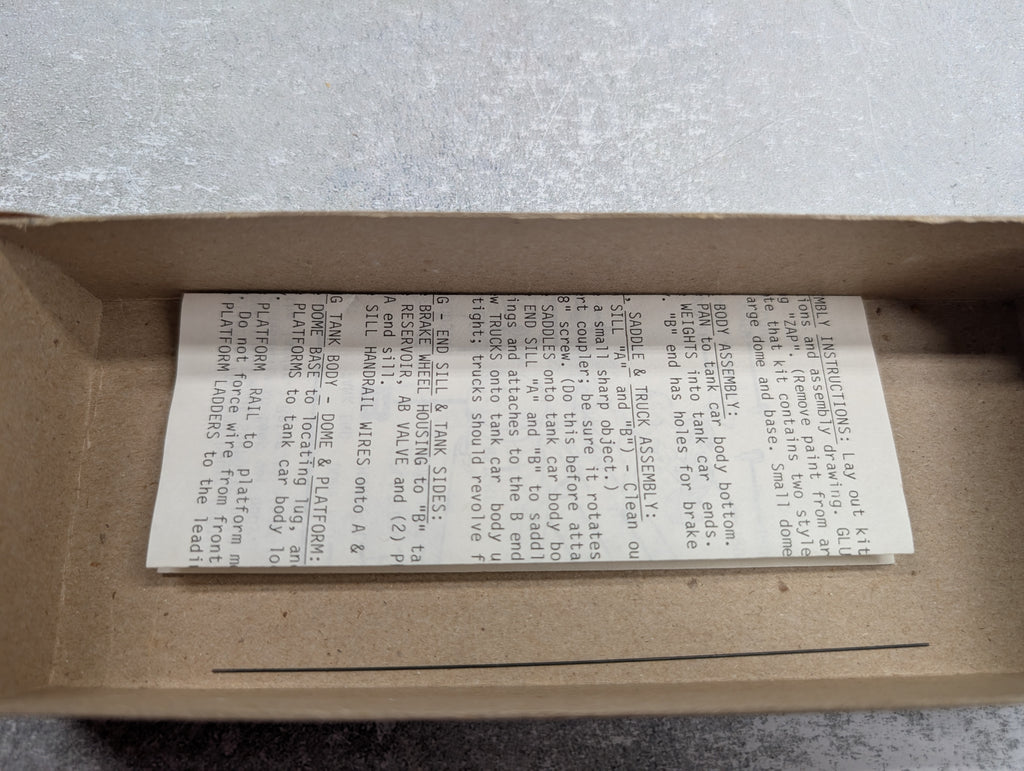 MBLY INSTRUCTIONS: Lay out kit
ions and assembly drawing. GLU
g "ZAP". (Remove paint from ar
te that kit contains two style
arge dome and base. Small dome
BODY ASSEMBLY:
PAN to tank car body bottom.
WEIGHTS into tank car ends.
"B" end has holes for brake
, SADDLE & TRUCK ASSEMBLY:
SILL "A" and "B") - Clean ou
a small sharp object.)
rt coupler; be sure it rotates
8" screw. (Do this before atta
SADDLES onto tank car body bo
END SILL "A" and "B" to saddl
ings and attaches to the B end
w TRUCKS onto tank car body u
tight; trucks should revolve f
G - END SILL & TANK SIDES:
BRAKE WHEEL HOUSING to "B" ta
RESERVOIR, AB VALVE and (2) P
A end sill.
SILL HANDRAIL WIRES onto A &
G TANK BODY - DOME & PLATFORM:
DOME BASE to locating lug, an
PLATFORMS to tank car body lo
.
PLATFORM RAIL to platform m
. Do not force wire from front
PLATFORM LADDERS to the leadi